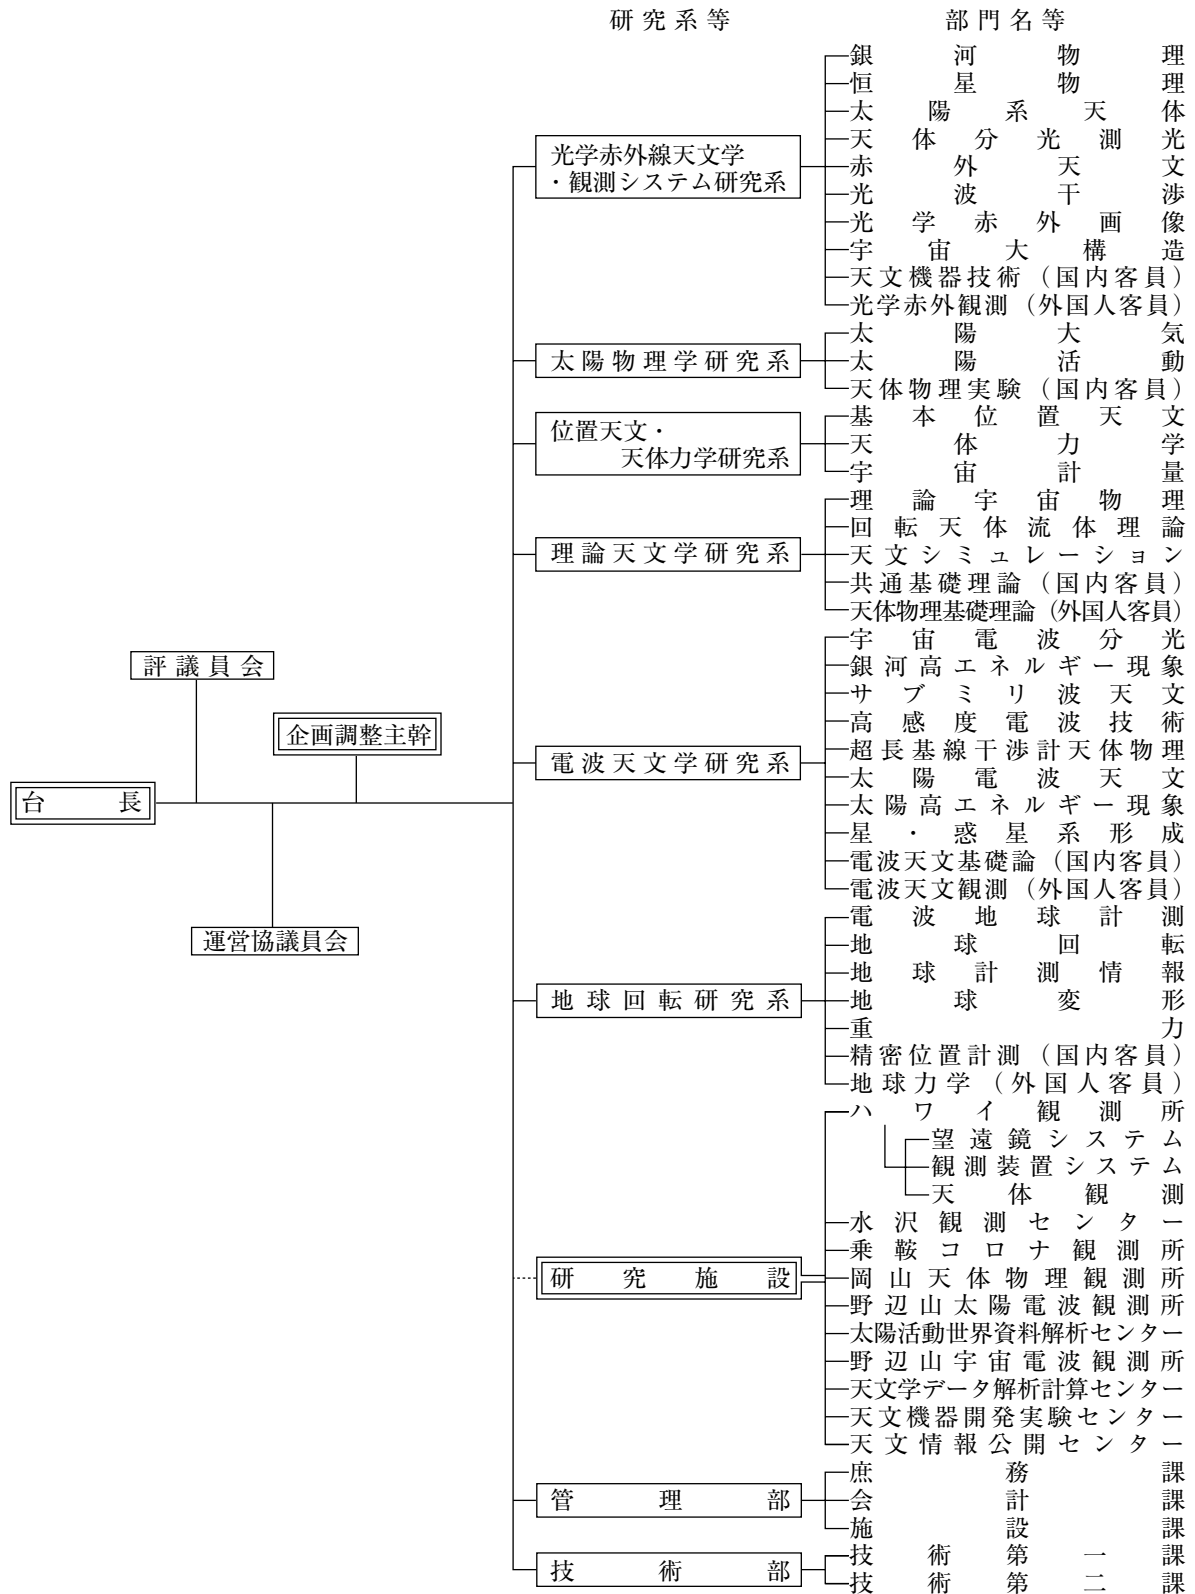 研究系等 部門名等
台長
評議員会
企画調整主幹
運営協議員会
光学赤外線天文学
・観測システム研究系
銀河物理
恒星物理
太陽系天体
天体分光測光
赤外天文
光波干渉
光学赤外画像
宇宙大構造
天文機器技術（国内客員）
光学赤外観測（外国人客員）
太陽物理学研究系
太陽大気
太陽活動
天体物理実験（国内客員）
位置天文・
天体力学研究系
基本位置天文
天体力学
宇宙計量
理論天文学研究系
理論宇宙物理
回転天体流体理論
天文シミュレーション
共通基礎理論（国内客員）
天体物理基礎理論（外国人客員）
電波天文学研究系
宇宙電波分光
銀河高エネルギー現象
サブミリ波天文
高感度電波技術
超長基線干渉計天体物理
太陽電波天文
太陽高エネルギー現象
星・惑星系形成
電波天文基礎論（国内客員）
電波天文観測（外国人客員）
地球回転研究系
電波地球計測
地球回転
地球計測情報
地球変形
重力
精密位置計測（国内客員）
地球力学（外国人客員）
研究施設
ハワイ観測所
望遠鏡システム
観測装置システム
天体観測
水沢観測センター
乗鞍コロナ観測所
岡山天体物理観測所
野辺山太陽電波観測所
太陽活動世界資料解析センター
野辺山宇宙電波観測所
天文学データ解析計算センター
天文機器開発実験センター
天文情報公開センター
管理部
庶務課
会計課
施設課
技術部
技術第一課
技術第二課